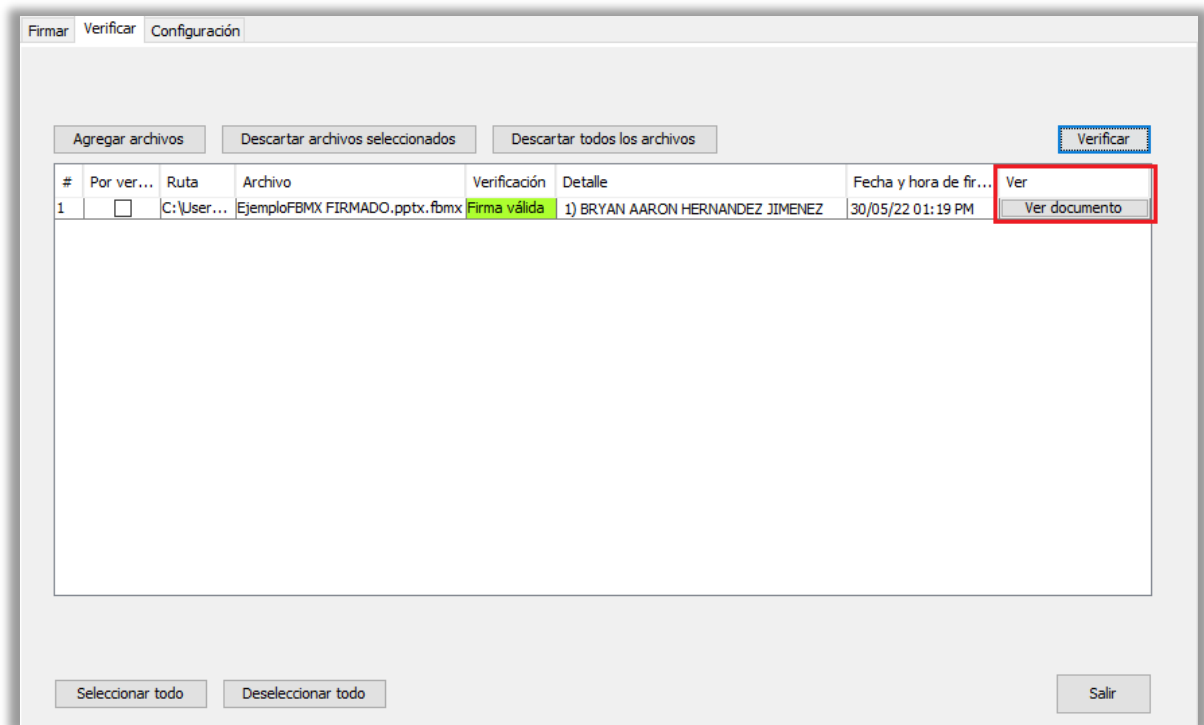 Firmar Verificar Configuración
Agregar archivos Descartar archivos seleccionados Descartar todos los archivos Verificar
# Por ver... Ruta Archivo Verificación Detalle Fecha y hora de fir... Ver
1 C:\User... EjemploFBMX FIRMADO.pptx.fbmx Firma válida 1) BRYAN AARON HERNANDEZ JIMENEZ 30/05/22 01:19 PM Ver documento
Seleccionar todo Deseleccionar todo Salir